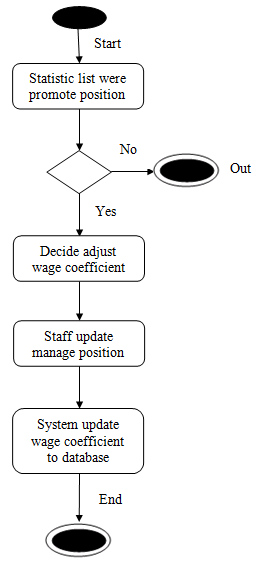 Start
Statistic list were
promote position
No
Out
Yes
Decide adjust
wage coefficient
Staff update
manage position
System update
wage coefficient
to database
End